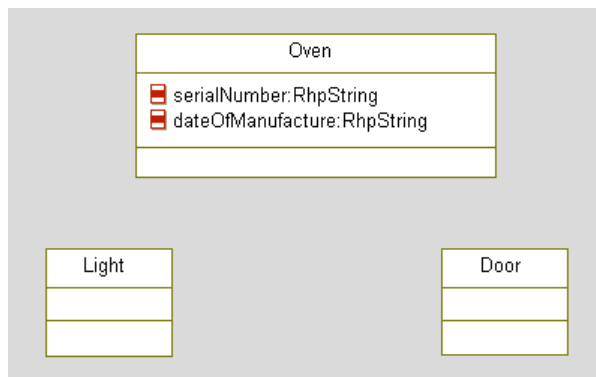 Oven
serialNumber:RhpString
dateOfManufacture:RhpString
Light
Door